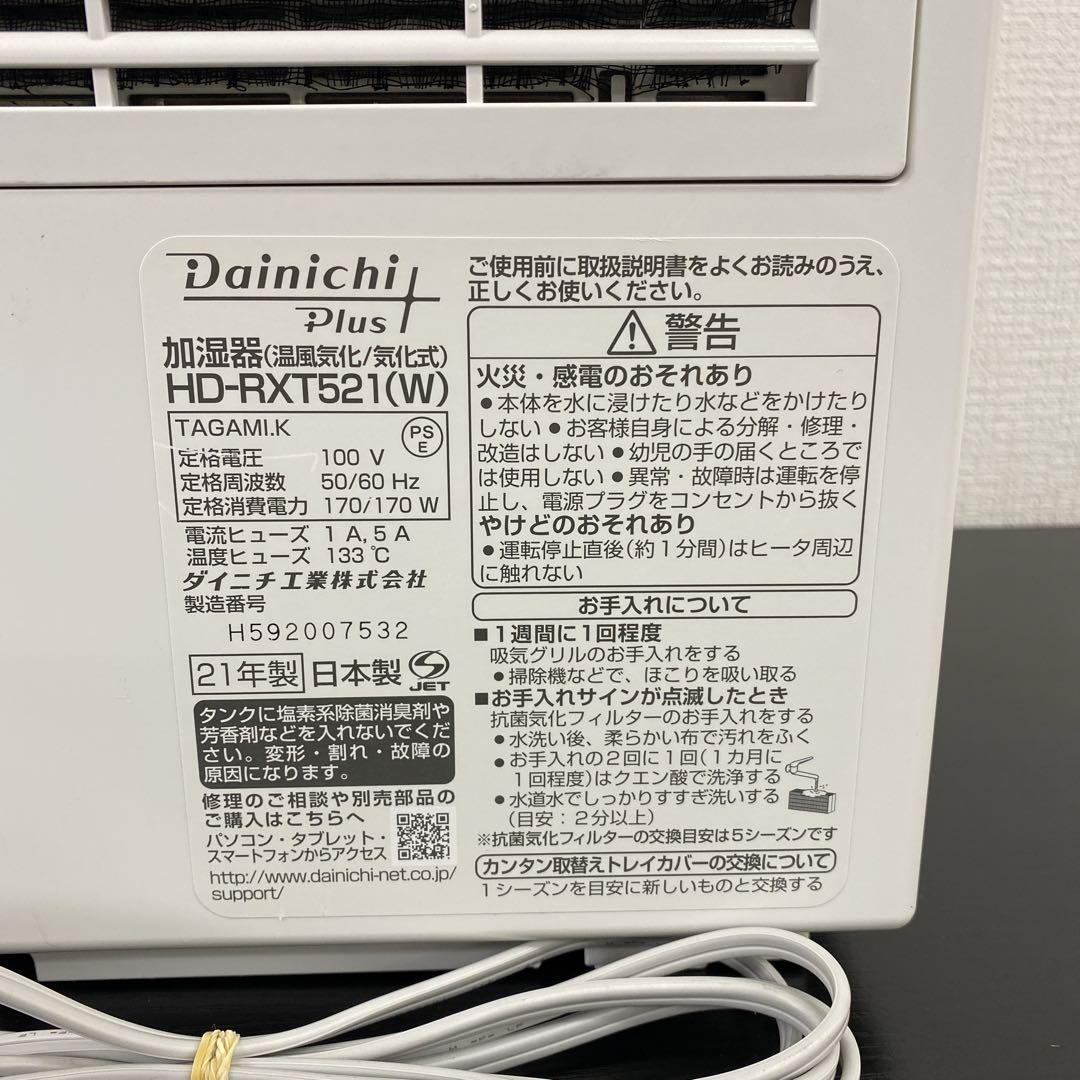 Dainichi
Plus
加湿器(温風気化/気化式)
HD-RXT521(W)
TAGAMI.K
PS
E
定格電圧 100 V
定格周波数 50/60 Hz
定格消費電力 170/170 W
電流ヒューズ 1 A, 5 A
温度ヒューズ 133℃
ダイニチ工業株式会社
製造番号
H592007532
21年製 日本製 JET
タンクに塩素系除菌消臭剤や
芳香剤などを入れないでくだ
さい。変形・割れ・故障の
原因になります。
修理のご相談や別売部品の
ご購入はこちらへ
パソコン・タブレット・
スマートフォンからアクセス
http://www.dainichi-net.co.jp/
support/
ご使用前に取扱説明書をよくお読みのうえ、
正しくお使いください。
警告
火災・感電のおそれあり
●本体を水に浸けたり水などをかけたり
しない●お客様自身による分解・修理・
改造はしない●幼児の手の届くところで
は使用しない●異常・故障時は運転を停
止し、電源プラグをコンセントから抜く
やけどのおそれあり
●運転停止直後(約1分間)はヒータ周辺
に触れない
お手入れについて
■1週間に1回程度
吸気グリルのお手入れをする
●掃除機などで、ほこりを吸い取る
■お手入れサインが点滅したとき
抗菌気化フィルターのお手入れをする
●水洗い後、柔らかい布で汚れをふく
●お手入れの2回に1回(1カ月に
1回程度)はクエン酸で洗浄する
●水道水でしっかりすすぎ洗いする
(目安:2分以上)
※抗菌気化フィルターの交換目安は5シーズンです
カンタン取替えトレイカバーの交換について
1シーズンを目安に新しいものと交換する